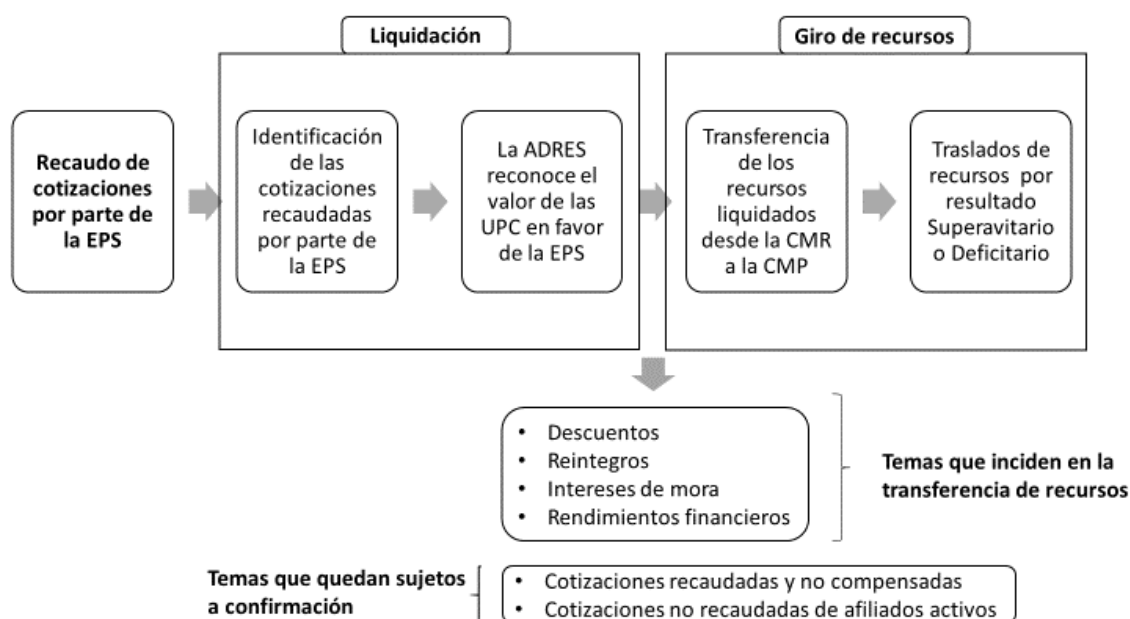 Liquidación
Giro de recursos
Recaudo de
cotizaciones
por parte de
la EPS
Identificación
de las
cotizaciones
recaudadas
por parte de
la EPS
La ADRES
reconoce el
valor de las
UPC en favor
de la EPS
Transferencia
de los
recursos
liquidados
desde la CMR
a la CMP
Traslados de
recursos por
resultado
Superavitario
o Deficitario
• Descuentos
• Reintegros
• Intereses de mora
• Rendimientos financieros
Temas que inciden en la
transferencia de recursos
Temas que quedan sujetos
a confirmación
• Cotizaciones recaudadas y no compensadas
• Cotizaciones no recaudadas de afiliados activos